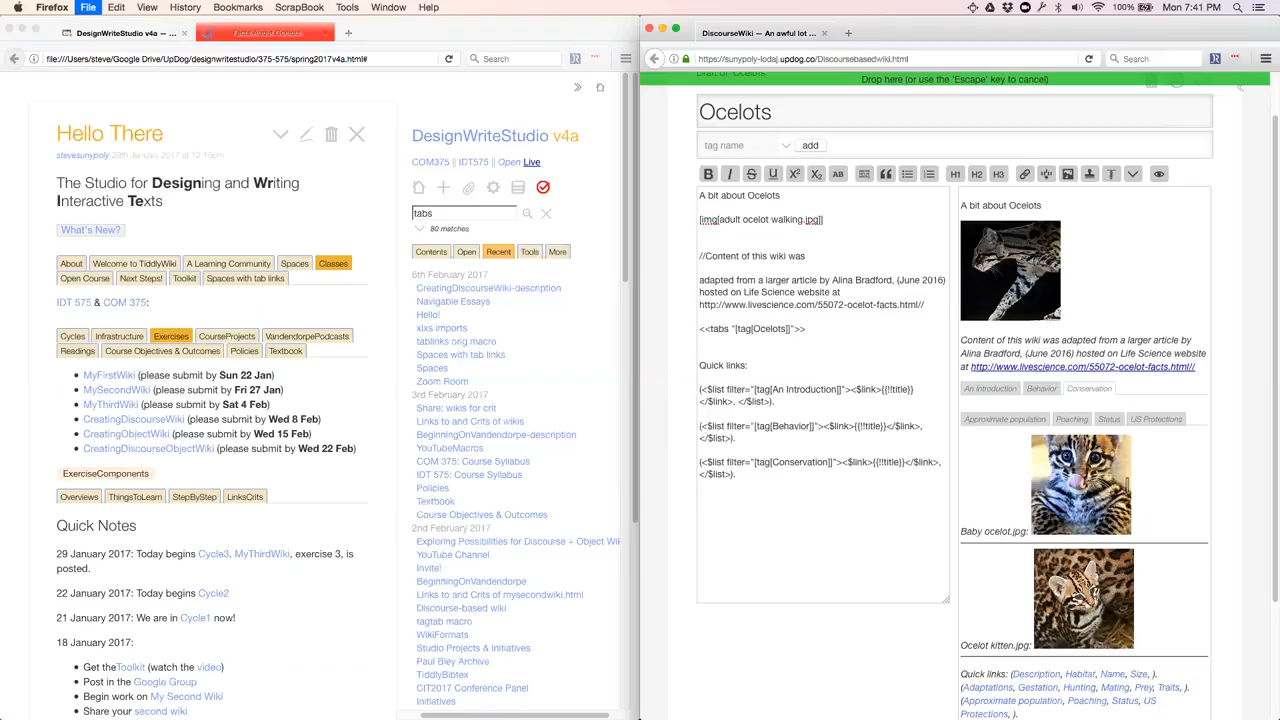 Firefox File Edit View History Bookmarks ScrapBook Tools Window Help
100% Mon 7:41 PM
DesignWriteStudio v4a — ...
Facts About Ocelots
file:///Users/steve/Google Drive/UpDog/designwritestudio/375-575/spring2017v4a.html#
Search
Hello There
stevesunypoly 29th January 2017 at 12:16pm
The Studio for Designing and Writing
Interactive Texts
What's New?
About Welcome to TiddlyWiki A Learning Community Spaces Classes
Open Course Next Steps! Toolkit Spaces with tab links
IDT 575 & COM 375:
Cycles Infrastructure Exercises CourseProjects VandendorpePodcasts
Readings Course Objectives & Outcomes Policies Textbook
MyFirstWiki (please submit by Sun 22 Jan)
MySecondWiki (please submit by Fri 27 Jan)
MyThirdWiki (please submit by Sat 4 Feb)
CreatingDiscourseWiki (please submit by Wed 8 Feb)
CreatingObjectWiki (please submit by Wed 15 Feb)
CreatingDiscourseObjectWiki (please submit by Wed 22 Feb)
ExerciseComponents
Overviews ThingsToLearn StepByStep LinksCrits
Quick Notes
29 January 2017: Today begins Cycle3. MyThirdWiki, exercise 3, is
posted.
22 January 2017: Today begins Cycle2
21 January 2017: We are in Cycle1 now!
18 January 2017:
Get theToolkit (watch the video)
Post in the Google Group
Begin work on My Second Wiki
Share your second wiki
DesignWriteStudio v4a
COM375 || IDT575 | Open Live
tabs
80 matches
Contents Open Recent Tools More
6th February 2017
CreatingDiscourseWiki-description
Navigable Essays
Hello!
xlxs imports
tablinks orig macro
Spaces with tab links
Spaces
Zoom Room
3rd February 2017
Share: wikis for crit
Links to and Crits of wikis
BeginningOnVandendorpe-description
YouTubeMacros
COM 375: Course Syllabus
IDT 575: Course Syllabus
Policies
Textbook
Course Objectives & Outcomes
2nd February 2017
Exploring Possibilities for Discourse + Object Wik
YouTube Channel
Invite!
BeginningOnVandendorpe
Links to and Crits of mysecondwiki.html
Discourse-based wiki
tagtab macro
WikiFormats
Studio Projects & Initiatives
Paul Bley Archive
TiddlyBibtex
CIT2017 Conference Panel
Initiatives
DiscourseWiki — An awful lot ...
https://sunypoly-lodaj.updog.co/Discoursebasedwiki.html
Search
Draft of 'Ocelots'
Drop here (or use the 'Escape' key to cancel)
Ocelots
tag name add
B I S U X² X₂ AB H1 H2 H3 T
A bit about Ocelots
[img[adult ocelot walking.jpg]]
//Content of this wiki was
adapted from a larger article by Alina Bradford, (June 2016)
hosted on Life Science website at
http://www.livescience.com/55072-ocelot-facts.html//
<<tabs "[tag[Ocelots]]">>
Quick links:
(<$list filter="[tag[An Introduction]]"><$link>{{!!title}}
</$link>, </$list>).
(<$list filter="[tag[Behavior]]"><$link>{{!!title}}</$link>,
</$list>).
(<$list filter="[tag[Conservation]]"><$link>{{!!title}}</$link>,
</$list>).
A bit about Ocelots
Content of this wiki was adapted from a larger article by
Alina Bradford, (June 2016) hosted on Life Science website
at http://www.livescience.com/55072-ocelot-facts.html//
An Introduction Behavior Conservation
Approximate population Poaching Status US Protections
Baby ocelot.jpg:
Ocelot kitten.jpg:
Quick links: (Description, Habitat, Name, Size, ).
(Adaptations, Gestation, Hunting, Mating, Prey, Traits, ).
(Approximate population, Poaching, Status, US
Protections, ).